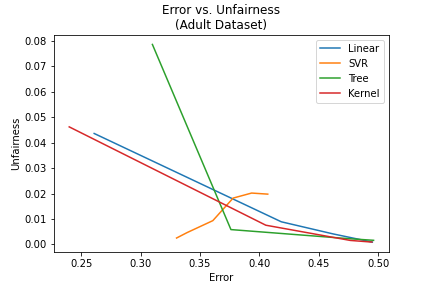 Error vs. Unfairness
(Adult Dataset)
0.08
0.07
0.06
0.05
0.04
0.03
0.02
0.01
0.00
Unfairness
Linear
SVR
Tree
Kernel
0.25 0.30 0.35 0.40 0.45 0.50
Error